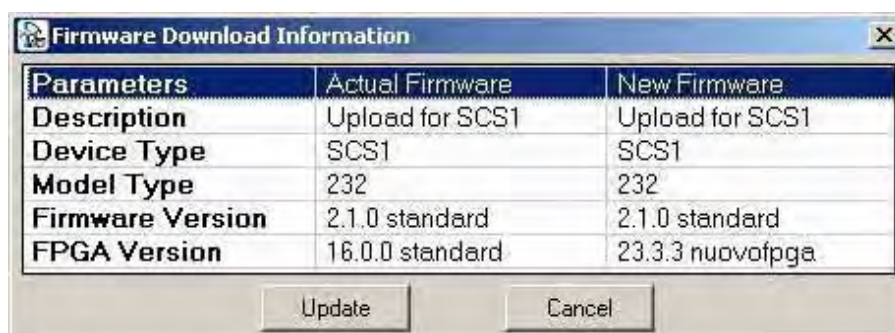 Firmware Download Information
Parameters Actual Firmware New Firmware
Description Upload for SCS1 Upload for SCS1
Device Type SCS1 SCS1
Model Type 232 232
Firmware Version 2.1.0 standard 2.1.0 standard
FPGA Version 16.0.0 standard 23.3.3 nuovofpga
Update Cancel